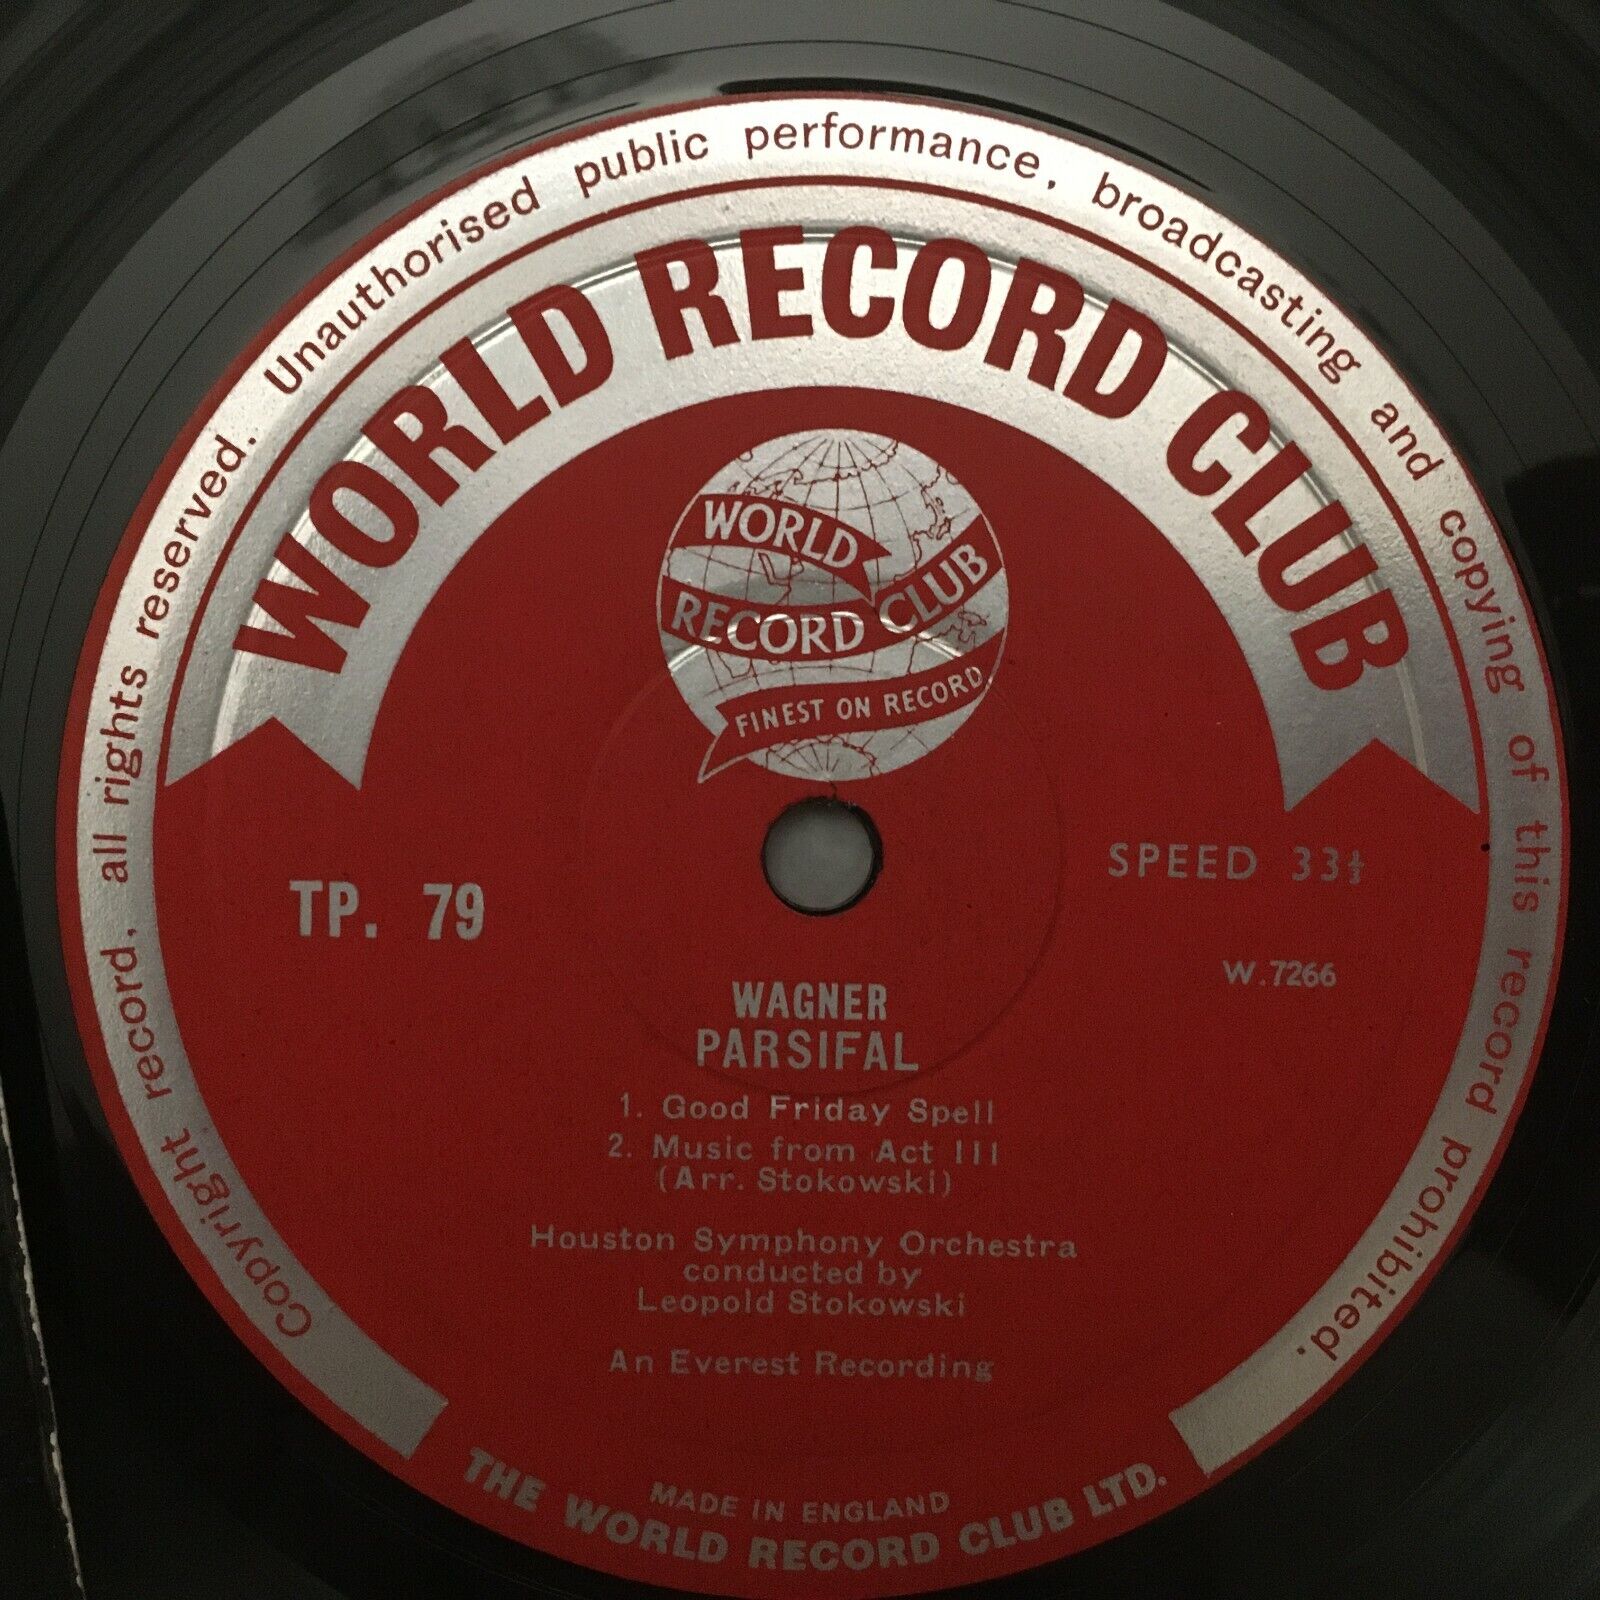 Copyright record, all rights reserved. Unauthorised public performance, broadcasting and copying of this record prohibited.
WORLD RECORD CLUB
WORLD
RECORD CLUB
FINEST ON RECORD
TP. 79
SPEED 33⅓
W.7266
WAGNER
PARSIFAL
1. Good Friday Spell
2. Music from Act III
(Arr. Stokowski)
Houston Symphony Orchestra
conducted by
Leopold Stokowski
An Everest Recording
MADE IN ENGLAND
THE WORLD RECORD CLUB LTD.